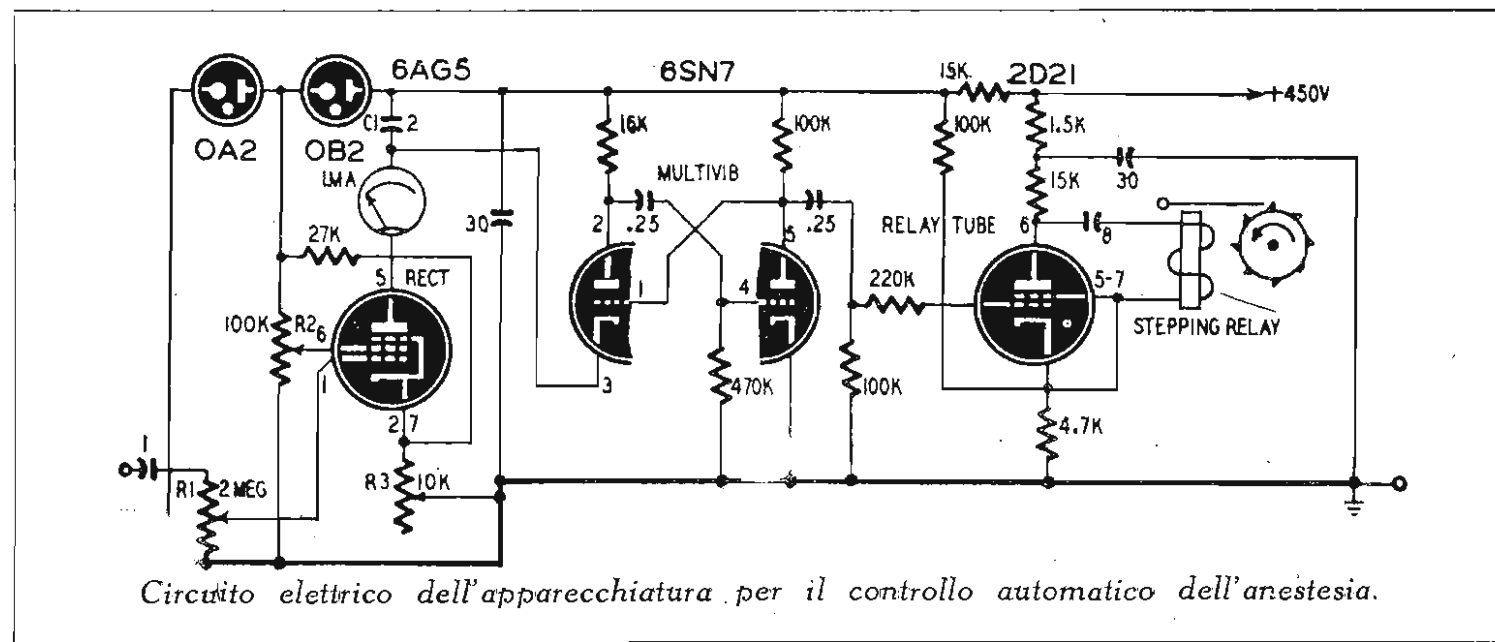 6AG5
6SN7
15K
2D21
+450V
OA2
OB2
C1
2
16K
100K
100K
1.5K
1MA
MULTIVIB
30
15K
30
27K
2
.25
5
.25
RELAY TUBE
6
8
5
RECT
1
4
220K
5-7
STEPPING RELAY
100K
R2
6
1
3
470K
100K
4.7K
2
7
1
R1
2 MEG
R3
10K
Circuito elettrico dell'apparecchiatura per il controllo automatico dell'anestesia.